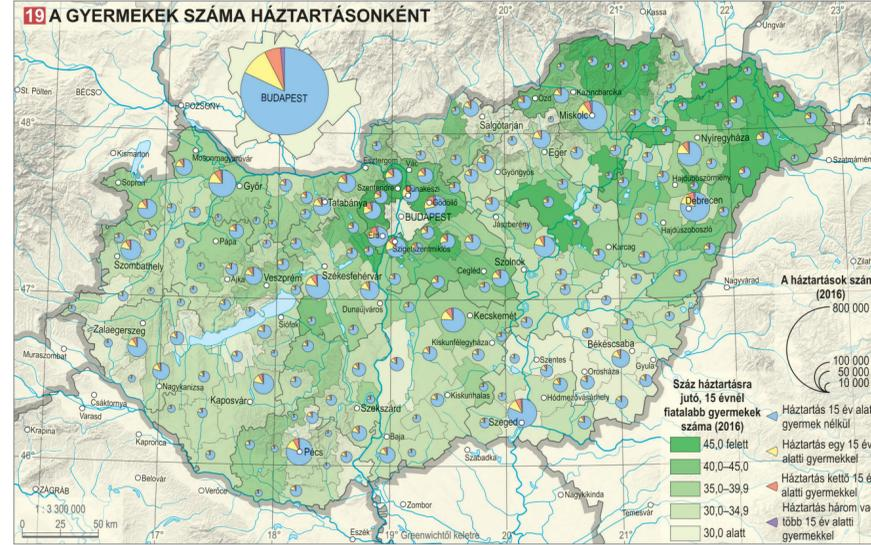 19 A GYERMEKEK SZÁMA HÁZTARTÁSONKÉNT
20°
Kassa
21°
22°
Ungvár
23°
St. Pölten
BÉCS
POZSONY
BUDAPEST
Ózd
Kazincbarcika
Miskolc
48°
Salgótarján
Nyíregyháza
Kismarton
Mosonmagyaróvár
Eger
Szatmárné
Sopron
Esztergom
Vác
Gyöngyös
Hajdúböszörmény
Győr
Szentendre
Dunakeszi
Tatabánya
Gödöllő
Debrecen
BUDAPEST
Jászberény
Hajdúszoboszló
Pápa
Szigetszentmiklós
Karcag
Szombathely
Cegléd
Szolnok
Zilah
Ajka
Veszprém
Székesfehérvár
Nagyvárad
47°
Dunaújváros
Siófok
Kecskemét
Zalaegerszeg
Kiskunfélegyháza
Békéscsaba
Muraszombat
Szentes
Gyula
Nagykanizsa
Orosháza
Kaposvár
Kiskunhalas
Hódmezővásárhely
Csáktornya
Szekszárd
Varasd
Szeged
Krapina
Kapronca
Baja
Pécs
46°
Szabadka
Belovár
ZÁGRÁB
Verőce
Zombor
Nagykikinda
Temesvár
Eszék
1 : 3 300 000
0 25 50 km
17°
18°
19° Greenwichtől keletre
20°
21°
A háztartások szám
(2016)
800 000
100 000
50 000
10 000
Száz háztartásra
jutó, 15 évnél
fiatalabb gyermekek
száma (2016)
45,0 felett
40,0–45,0
35,0–39,9
30,0–34,9
30,0 alatt
Háztartás 15 év alat
gyermek nélkül
Háztartás egy 15 év
alatti gyermekkel
Háztartás kettő 15 é
alatti gyermekkel
Háztartás három va
több 15 év alatti
gyermekkel